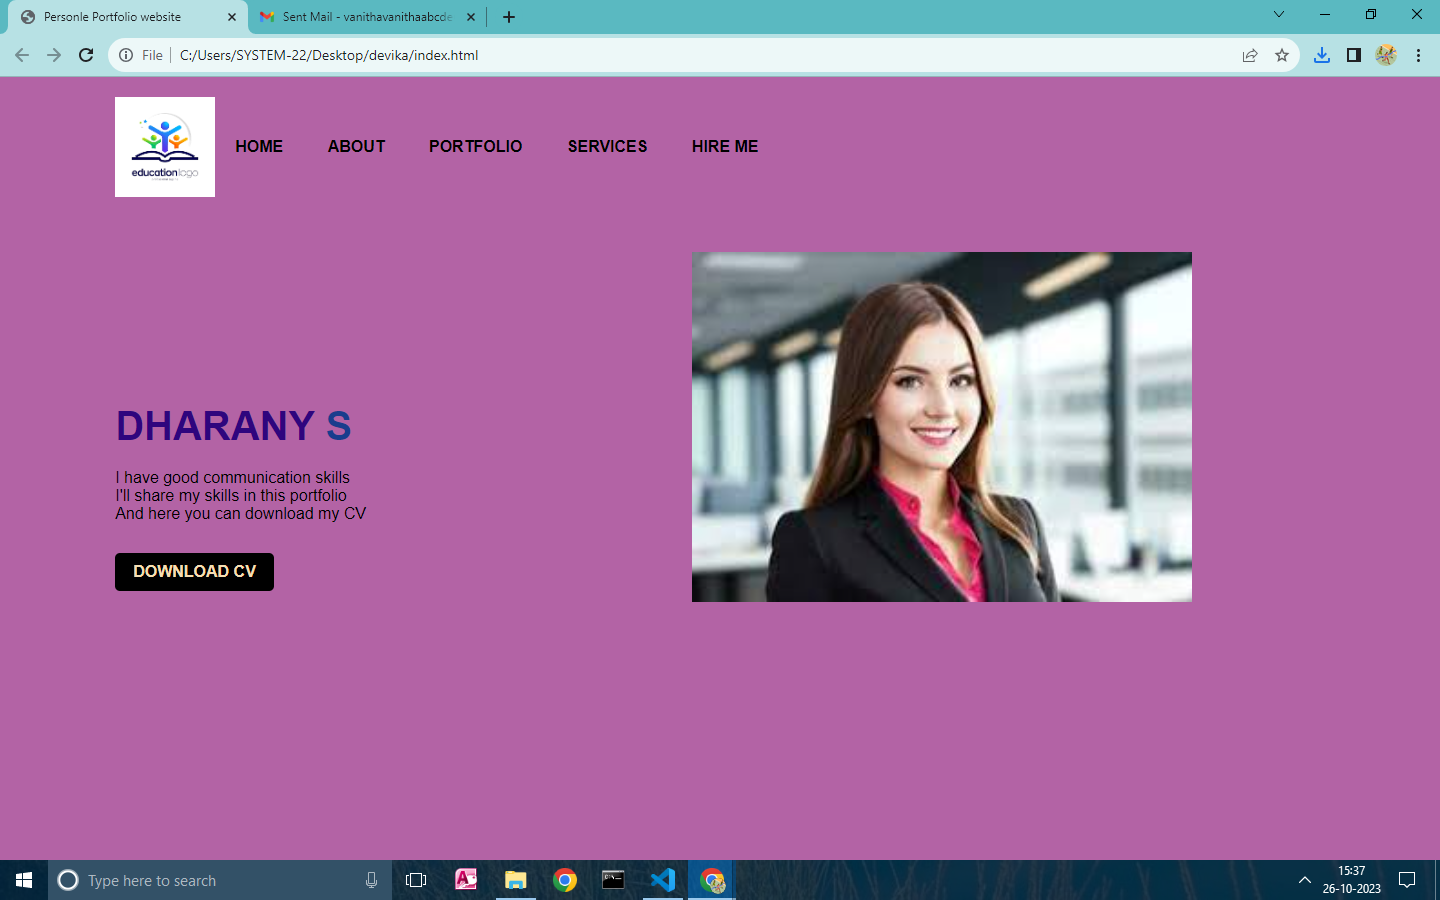 Personle Portfolio website
Sent Mail - vanithavanithaabcde
File
C:/Users/SYSTEM-22/Desktop/devika/index.html
educationlogo
HOME ABOUT PORTFOLIO SERVICES HIRE ME
DHARANY S
I have good communication skills
I'll share my skills in this portfolio
And here you can download my CV
DOWNLOAD CV
Type here to search
15:37
26-10-2023